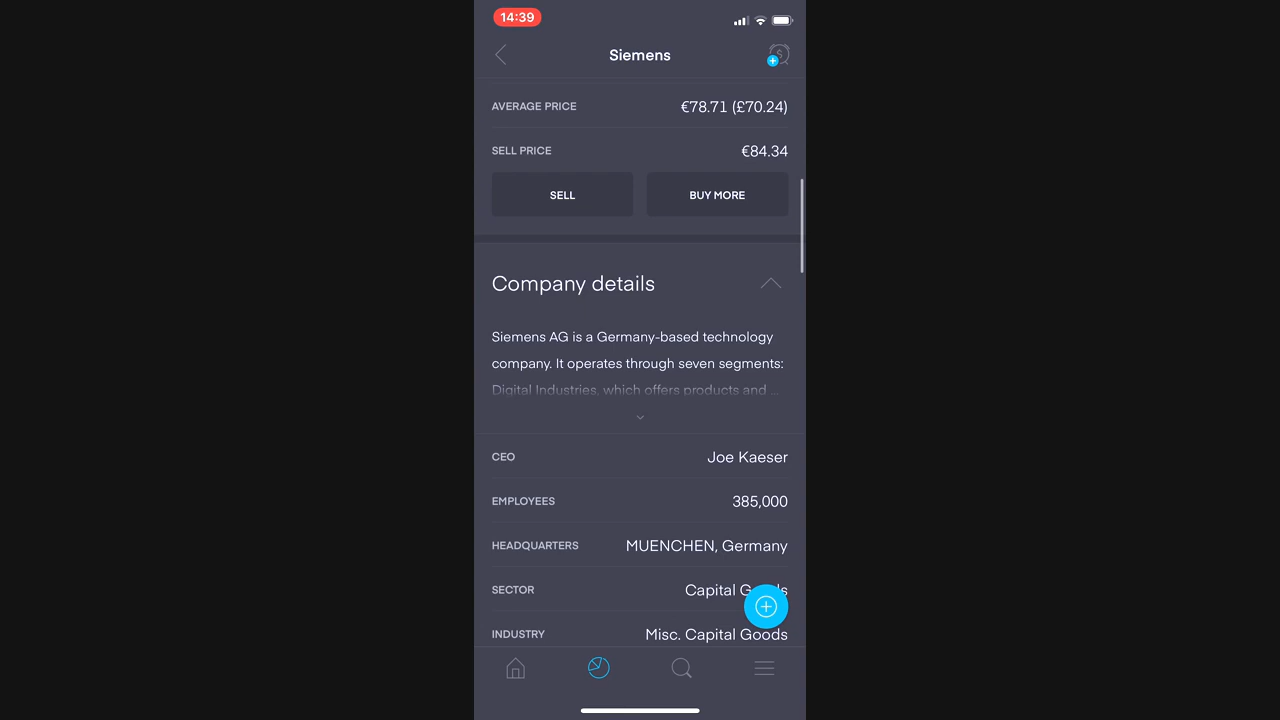 14:39
Siemens
AVERAGE PRICE €78.71 (£70.24)
SELL PRICE €84.34
SELL BUY MORE
Company details
Siemens AG is a Germany-based technology
company. It operates through seven segments:
Digital Industries, which offers products and ...
CEO Joe Kaeser
EMPLOYEES 385,000
HEADQUARTERS MUENCHEN, Germany
SECTOR Capital
INDUSTRY Misc. Capital Goods